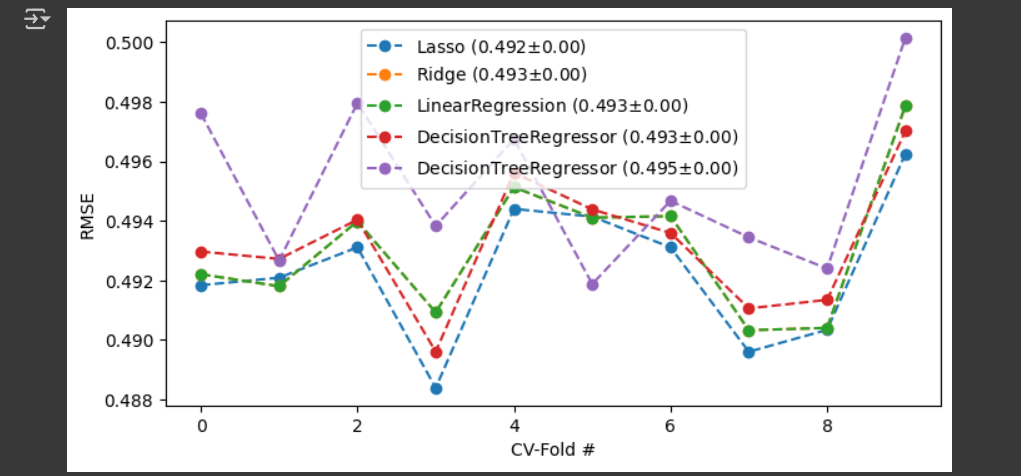 0.500
0.498
0.496
0.494
0.492
0.490
0.488
RMSE
Lasso (0.492±0.00)
Ridge (0.493±0.00)
LinearRegression (0.493±0.00)
DecisionTreeRegressor (0.493±0.00)
DecisionTreeRegressor (0.495±0.00)
0 2 4 6 8
CV-Fold #